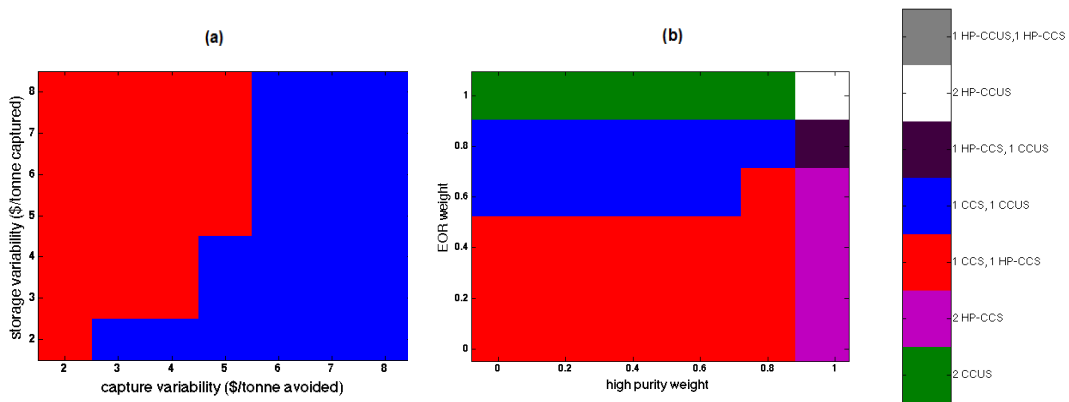 (a)
storage variability ($/tonne captured)
8
7
6
5
4
3
2
2 3 4 5 6 7 8
capture variability ($/tonne avoided)
(b)
EOR weight
1
0.8
0.6
0.4
0.2
0
0 0.2 0.4 0.6 0.8 1
high purity weight
1 HP-CCUS,1 HP-CCS
2 HP-CCUS
1 HP-CCS, 1 CCUS
1 CCS, 1 CCUS
1 CCS, 1 HP-CCS
2 HP-CCS
2 CCUS